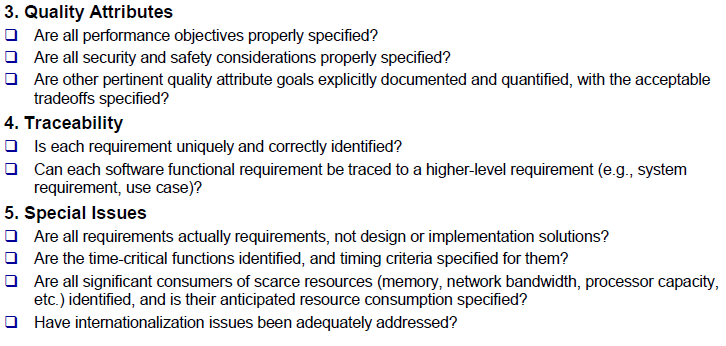 3. Quality Attributes
❑ Are all performance objectives properly specified?
❑ Are all security and safety considerations properly specified?
❑ Are other pertinent quality attribute goals explicitly documented and quantified, with the acceptable
tradeoffs specified?
4. Traceability
❑ Is each requirement uniquely and correctly identified?
❑ Can each software functional requirement be traced to a higher-level requirement (e.g., system
requirement, use case)?
5. Special Issues
❑ Are all requirements actually requirements, not design or implementation solutions?
❑ Are the time-critical functions identified, and timing criteria specified for them?
❑ Are all significant consumers of scarce resources (memory, network bandwidth, processor capacity,
etc.) identified, and is their anticipated resource consumption specified?
❑ Have internationalization issues been adequately addressed?